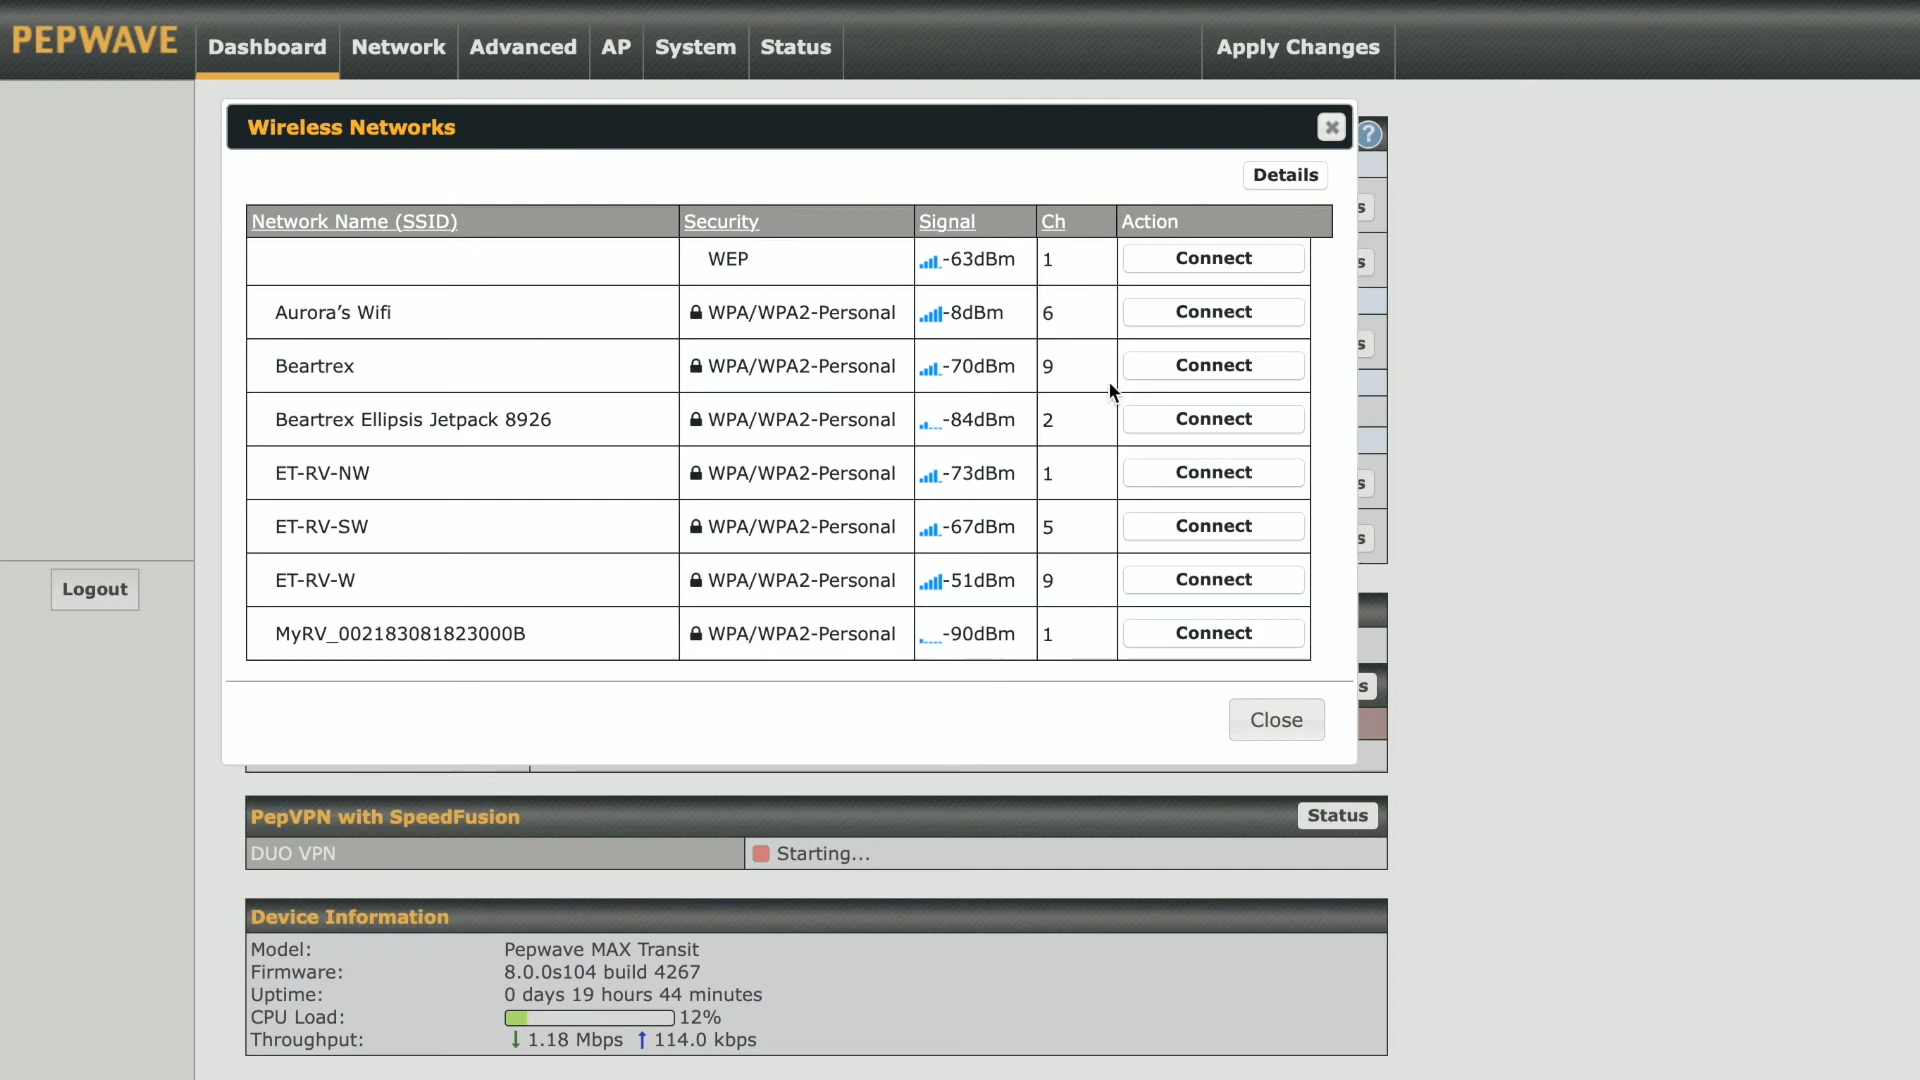 PEPWAVE
Dashboard Network Advanced AP System Status Apply Changes
Wireless Networks
?
Details
Network Name (SSID) Security Signal Ch Action
WEP -63dBm 1 Connect
Aurora’s Wifi WPA/WPA2-Personal -8dBm 6 Connect
Beartrex WPA/WPA2-Personal -70dBm 9 Connect
Beartrex Ellipsis Jetpack 8926 WPA/WPA2-Personal -84dBm 2 Connect
ET-RV-NW WPA/WPA2-Personal -73dBm 1 Connect
ET-RV-SW WPA/WPA2-Personal -67dBm 5 Connect
ET-RV-W WPA/WPA2-Personal -51dBm 9 Connect
Logout
MyRV_002183081823000B WPA/WPA2-Personal -90dBm 1 Connect
Close
PepVPN with SpeedFusion Status
DUO VPN Starting...
Device Information
Model: Pepwave MAX Transit
Firmware: 8.0.0s104 build 4267
Uptime: 0 days 19 hours 44 minutes
CPU Load: 12%
Throughput: 1.18 Mbps 114.0 kbps